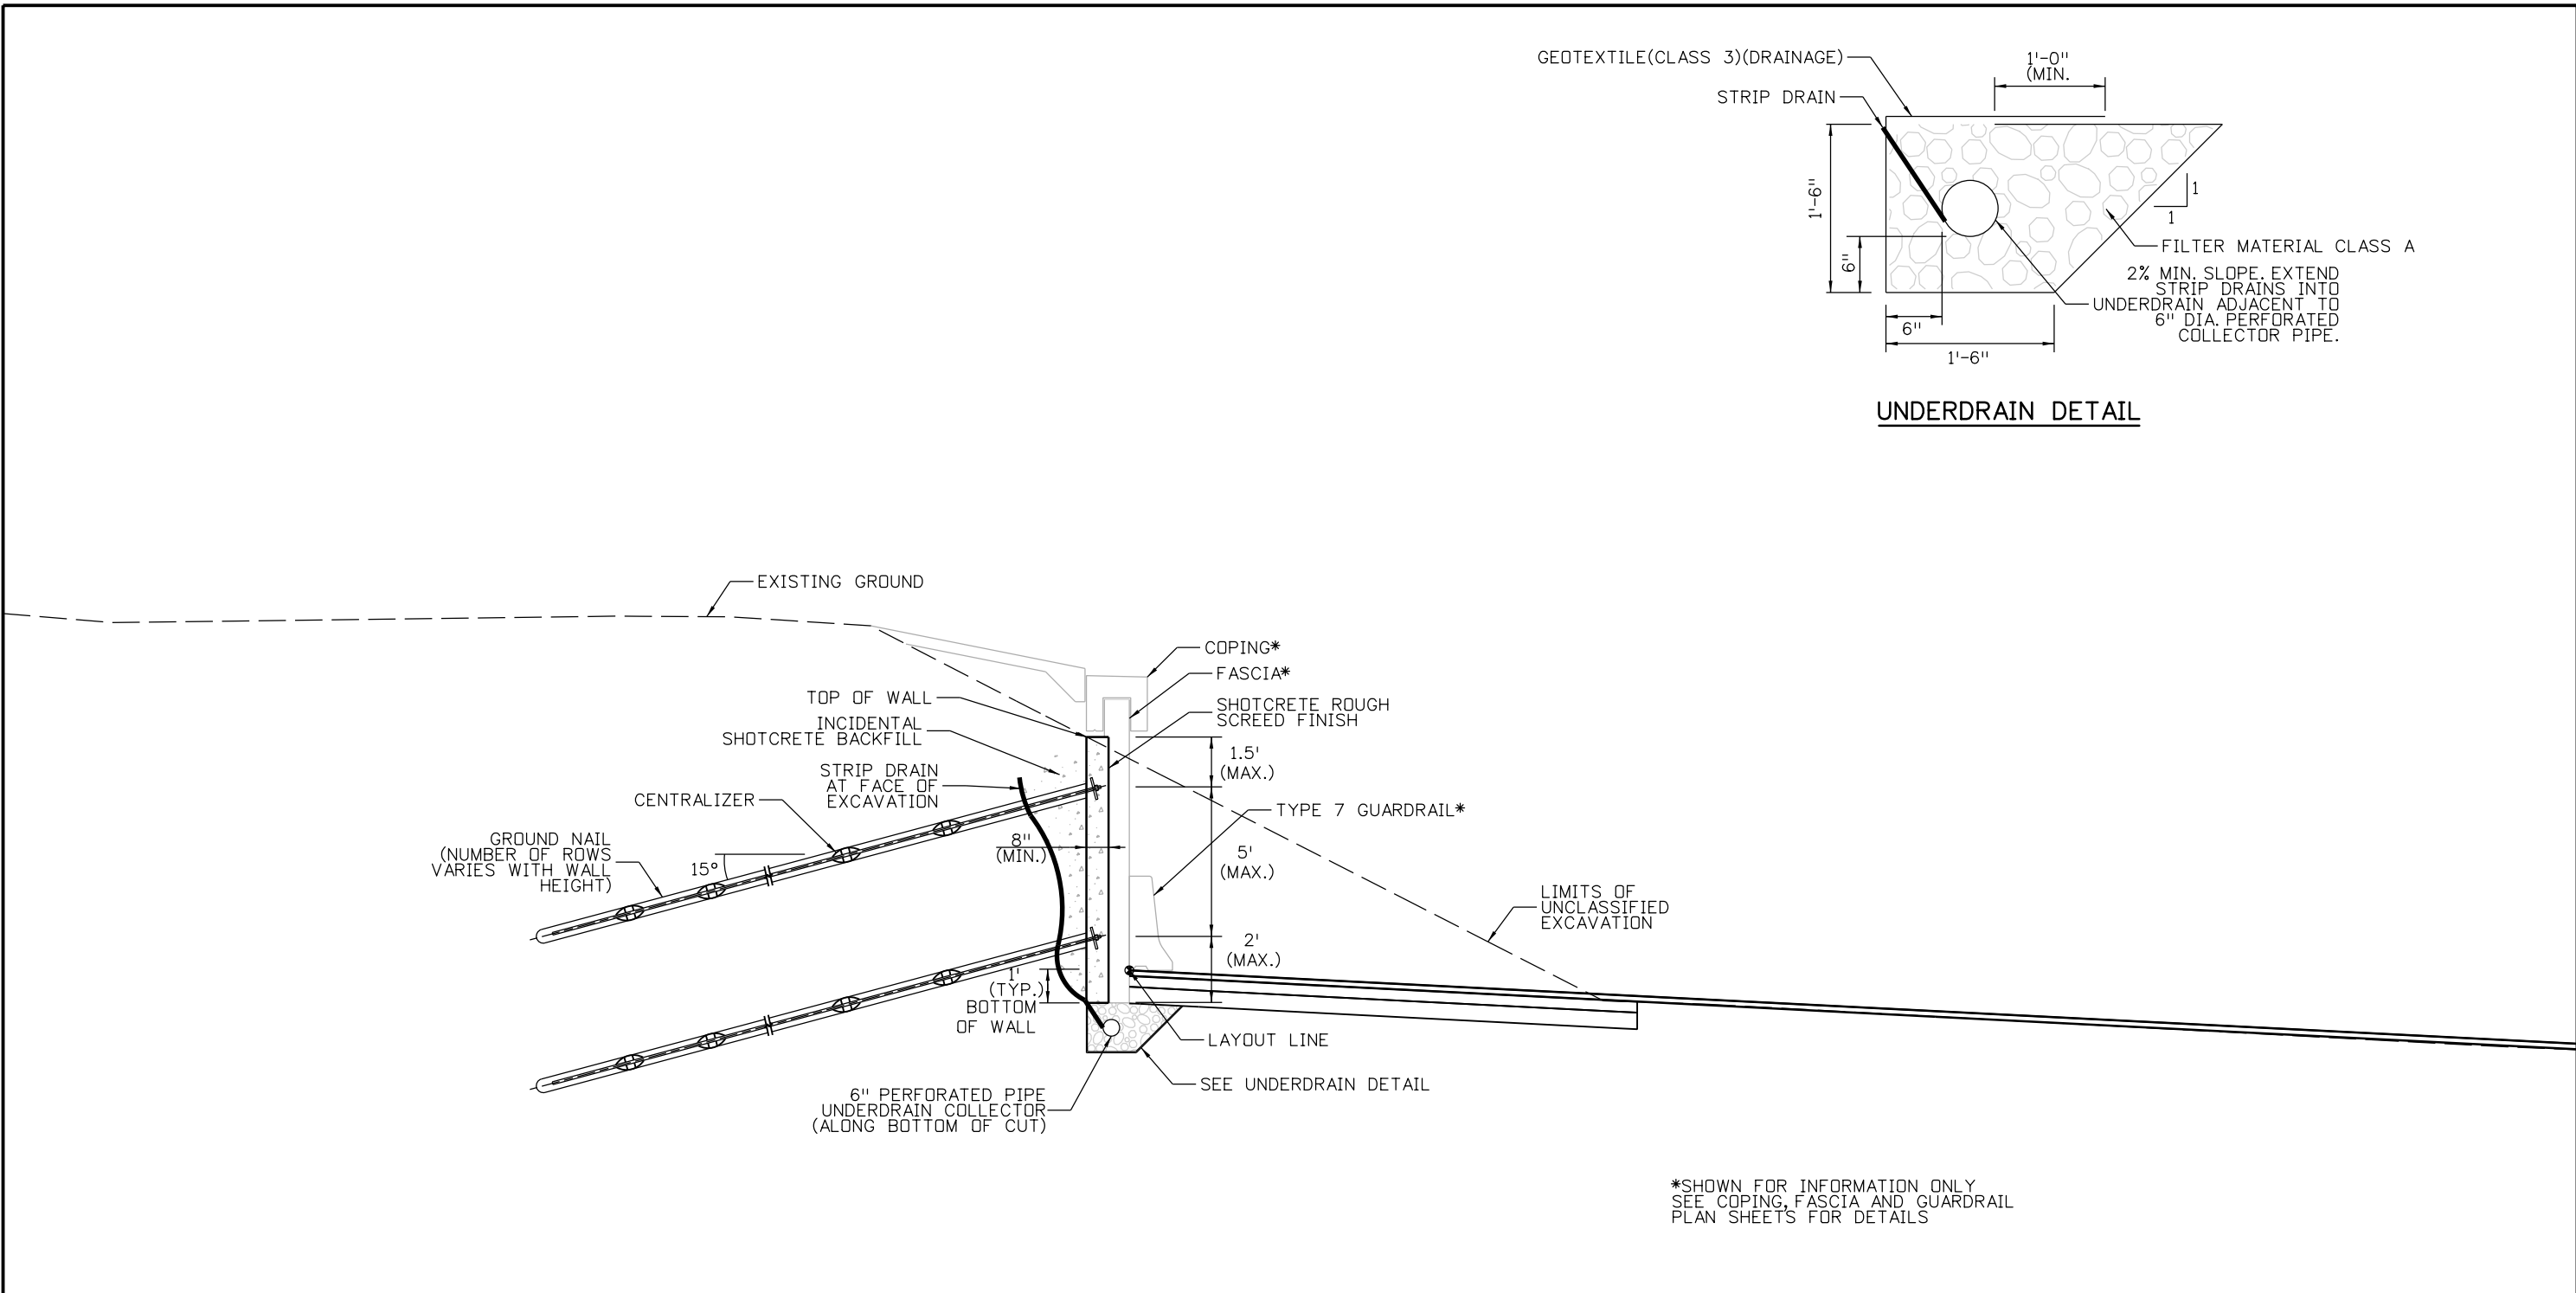 GEOTEXTILE(CLASS 3)(DRAINAGE)
STRIP DRAIN
1'-0"
(MIN.
1'-6"
6"
6"
1'-6"
1
1
FILTER MATERIAL CLASS A
2% MIN. SLOPE. EXTEND
STRIP DRAINS INTO
UNDERDRAIN ADJACENT TO
6" DIA. PERFORATED
COLLECTOR PIPE.
UNDERDRAIN DETAIL
EXISTING GROUND
COPING*
FASCIA*
SHOTCRETE ROUGH
SCREED FINISH
TOP OF WALL
INCIDENTAL
SHOTCRETE BACKFILL
STRIP DRAIN
AT FACE OF
EXCAVATION
CENTRALIZER
GROUND NAIL
(NUMBER OF ROWS
VARIES WITH WALL
HEIGHT)
15°
8"
(MIN.)
1.5'
(MAX.)
5'
(MAX.)
2'
(MAX.)
TYPE 7 GUARDRAIL*
LIMITS OF
UNCLASSIFIED
EXCAVATION
1'
(TYP.)
BOTTOM
OF WALL
LAYOUT LINE
SEE UNDERDRAIN DETAIL
6" PERFORATED PIPE
UNDERDRAIN COLLECTOR
(ALONG BOTTOM OF CUT)
*SHOWN FOR INFORMATION ONLY
SEE COPING, FASCIA AND GUARDRAIL
PLAN SHEETS FOR DETAILS